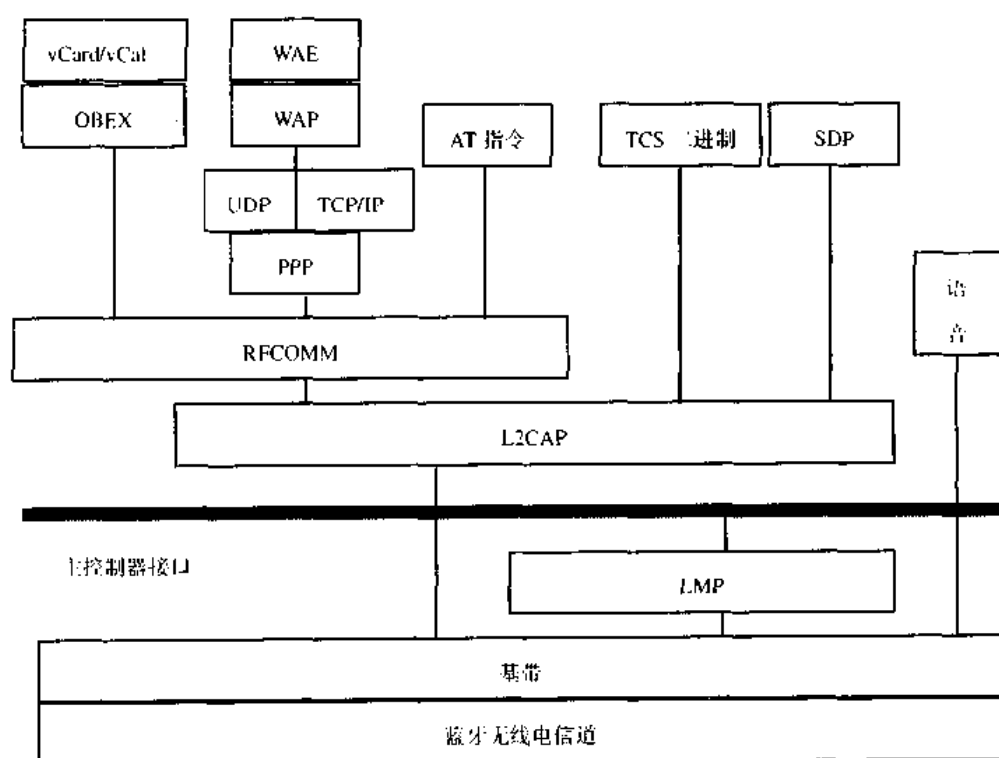 vCard/vCal
WAE
OBEX
WAP
AT 指令
TCS 二进制
SDP
UDP
TCP/IP
PPP
语
音
RFCOMM
L2CAP
主控制器接口
LMP
基带
蓝牙无线电信道